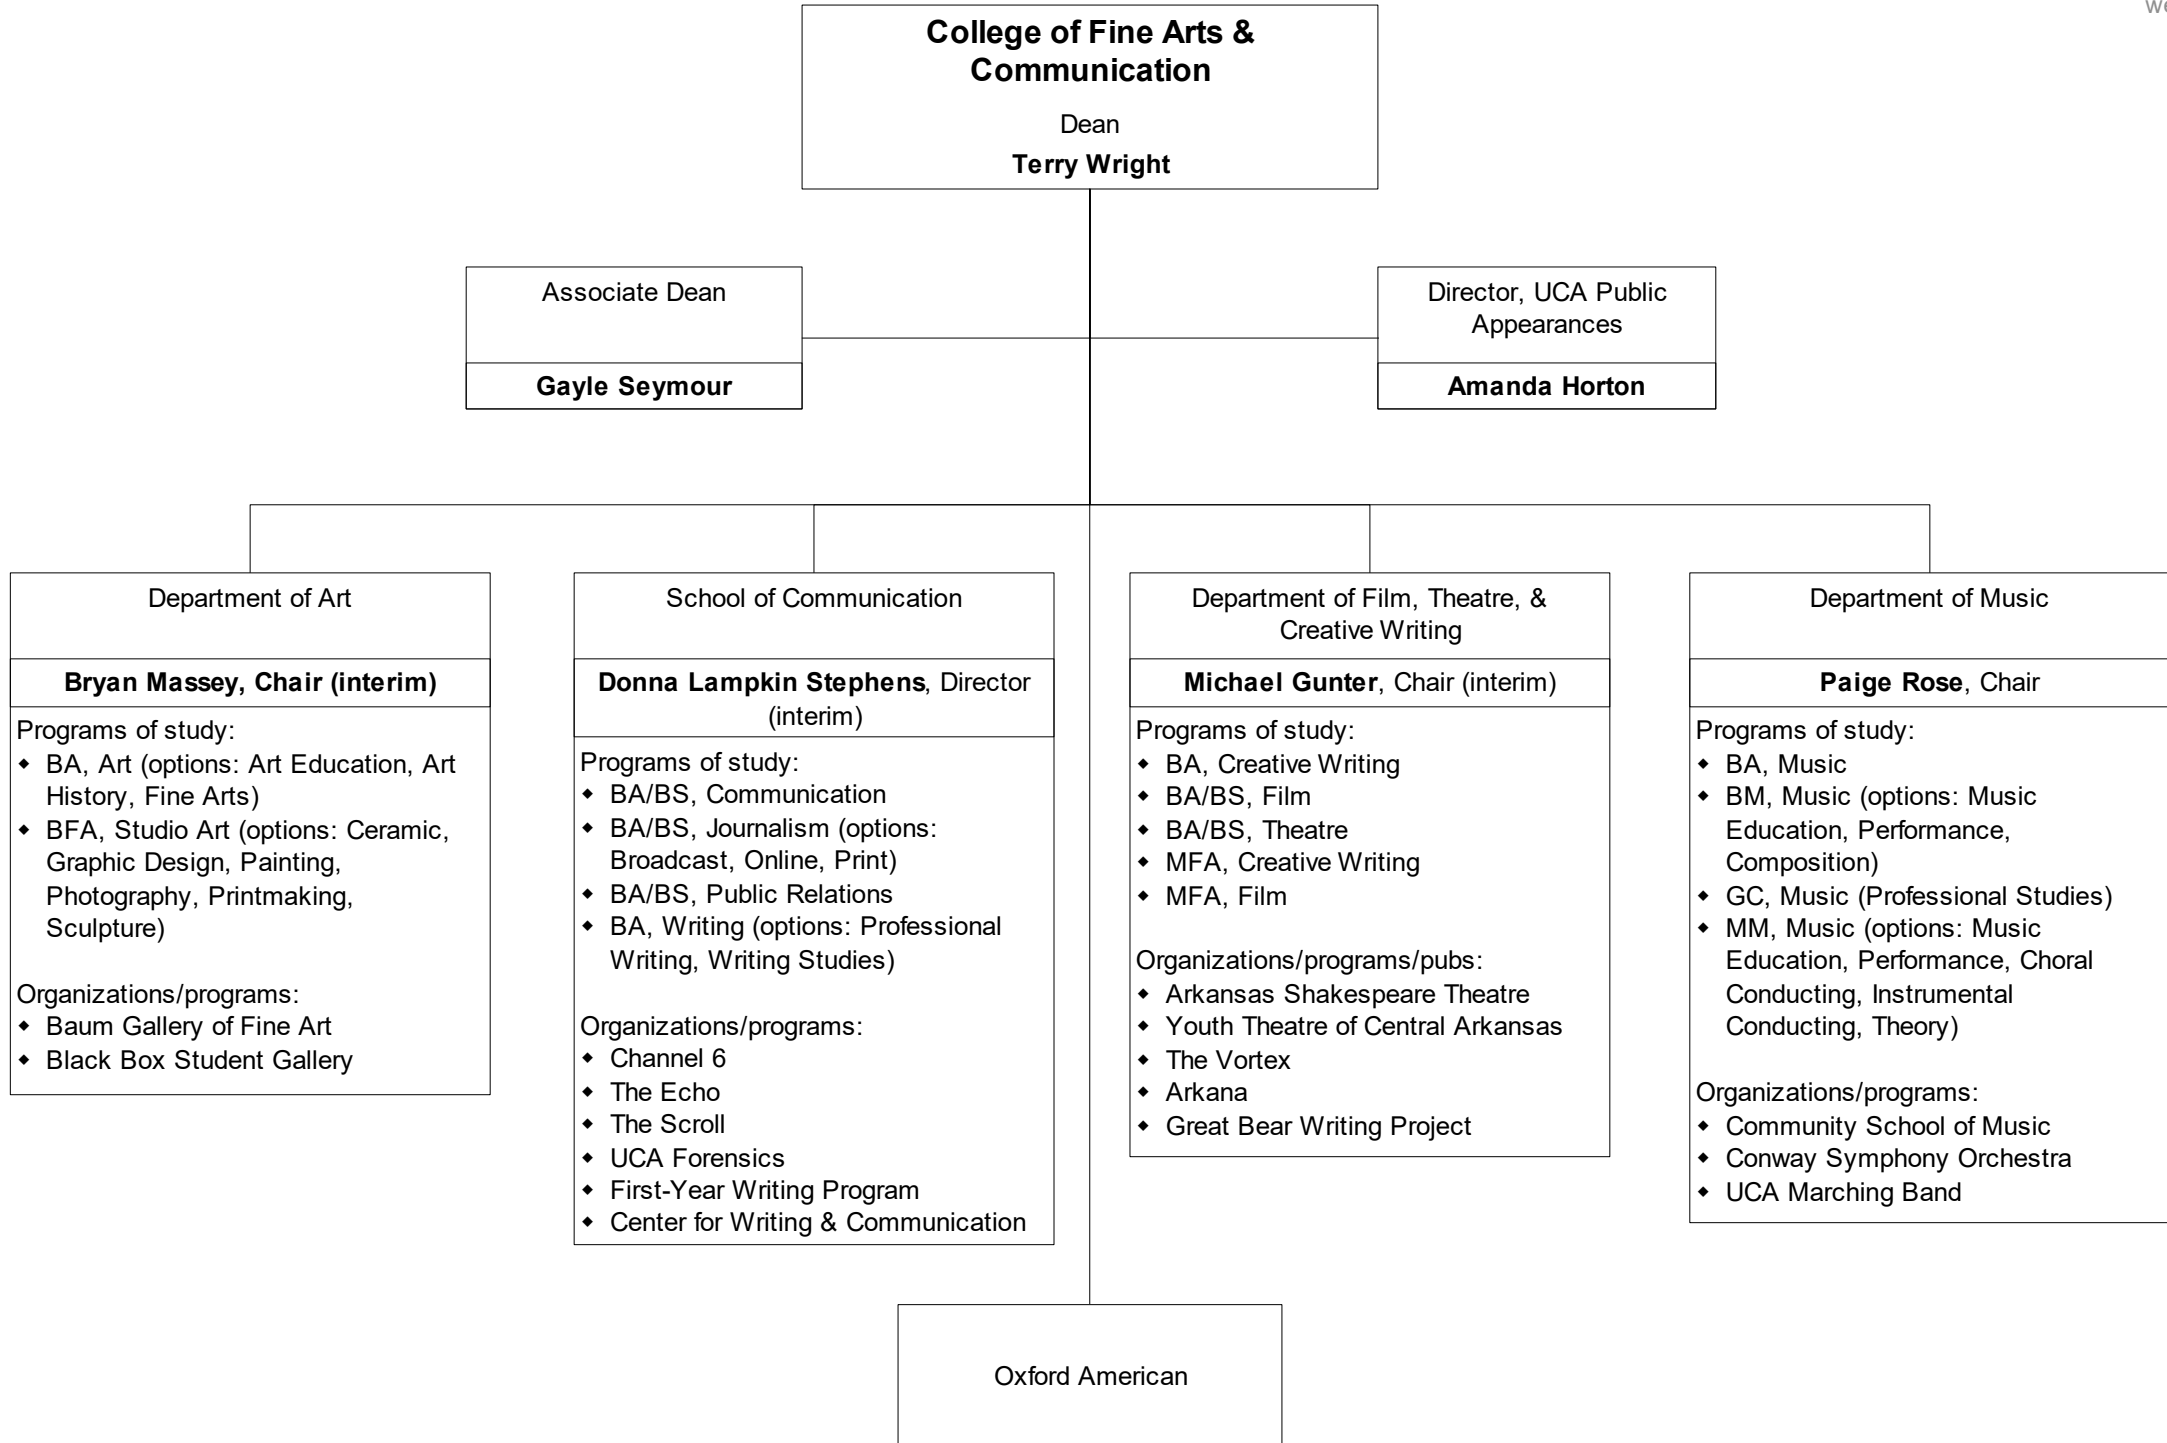 we
College of Fine Arts &
Communication
Dean
Terry Wright
Associate Dean
Gayle Seymour
Director, UCA Public
Appearances
Amanda Horton
Department of Art
Bryan Massey, Chair (interim)
Programs of study:
◆ BA, Art (options: Art Education, Art
History, Fine Arts)
◆ BFA, Studio Art (options: Ceramic,
Graphic Design, Painting,
Photography, Printmaking,
Sculpture)
Organizations/programs:
◆ Baum Gallery of Fine Art
◆ Black Box Student Gallery
School of Communication
Donna Lampkin Stephens, Director
(interim)
Programs of study:
◆ BA/BS, Communication
◆ BA/BS, Journalism (options:
Broadcast, Online, Print)
◆ BA/BS, Public Relations
◆ BA, Writing (options: Professional
Writing, Writing Studies)
Organizations/programs:
◆ Channel 6
◆ The Echo
◆ The Scroll
◆ UCA Forensics
◆ First-Year Writing Program
◆ Center for Writing & Communication
Department of Film, Theatre, &
Creative Writing
Michael Gunter, Chair (interim)
Programs of study:
◆ BA, Creative Writing
◆ BA/BS, Film
◆ BA/BS, Theatre
◆ MFA, Creative Writing
◆ MFA, Film
Organizations/programs/pubs:
◆ Arkansas Shakespeare Theatre
◆ Youth Theatre of Central Arkansas
◆ The Vortex
◆ Arkana
◆ Great Bear Writing Project
Department of Music
Paige Rose, Chair
Programs of study:
◆ BA, Music
◆ BM, Music (options: Music
Education, Performance,
Composition)
◆ GC, Music (Professional Studies)
◆ MM, Music (options: Music
Education, Performance, Choral
Conducting, Instrumental
Conducting, Theory)
Organizations/programs:
◆ Community School of Music
◆ Conway Symphony Orchestra
◆ UCA Marching Band
Oxford American